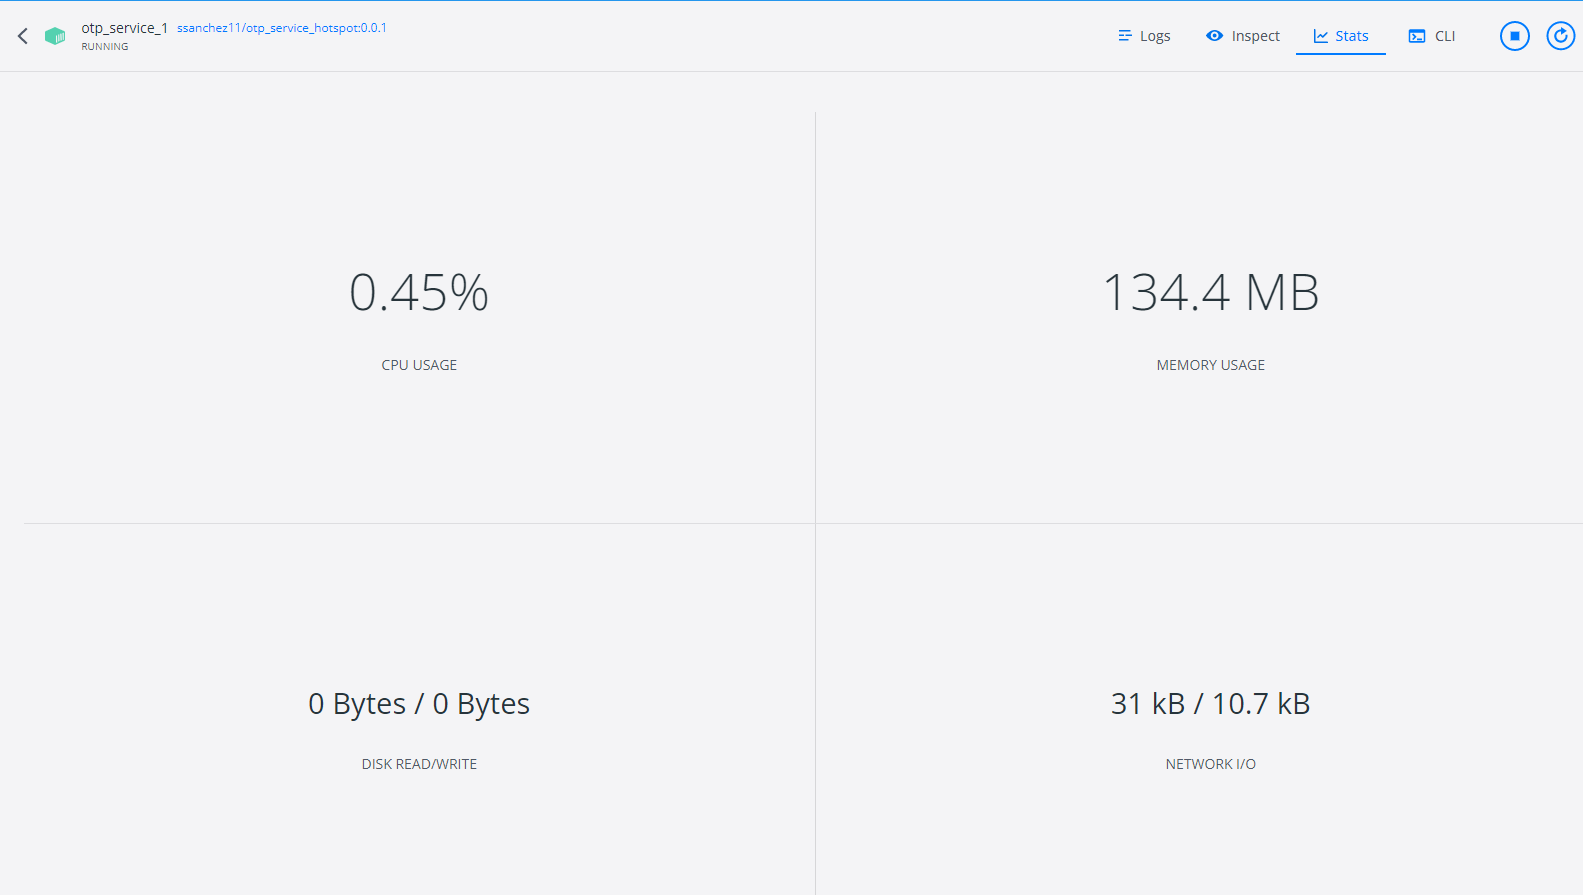 otp_service_1 ssanchez11/otp_service_hotspot:0.0.1
RUNNING
Logs Inspect Stats CLI
0.45%
CPU USAGE
134.4 MB
MEMORY USAGE
0 Bytes / 0 Bytes
DISK READ/WRITE
31 kB / 10.7 kB
NETWORK I/O